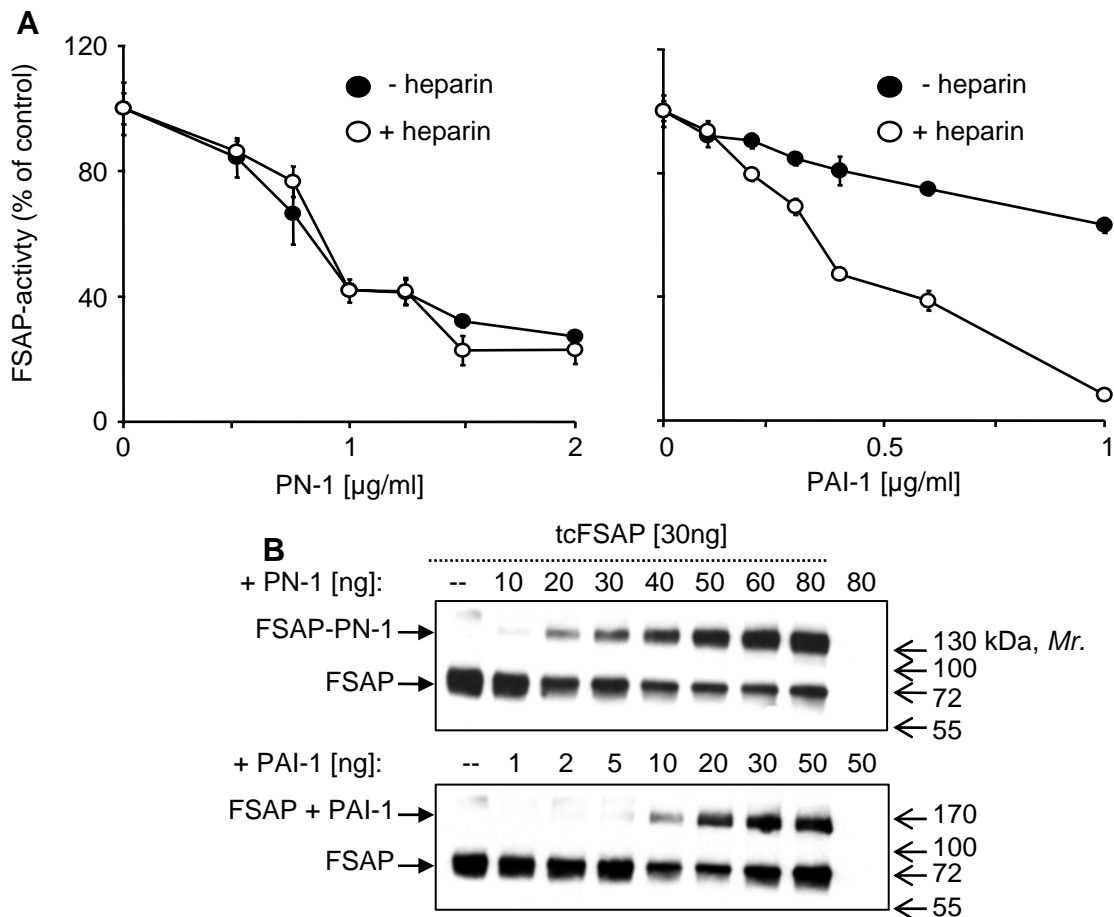 A
FSAP-activty (% of control)
120
80
40
0
- heparin
+ heparin
0 1 2
PN-1 [µg/ml]
- heparin
+ heparin
0 0.5 1
PAI-1 [µg/ml]
B
tcFSAP [30ng]
+ PN-1 [ng]: -- 10 20 30 40 50 60 80 80
FSAP-PN-1
FSAP
130 kDa, Mr.
100
72
55
+ PAI-1 [ng]: -- 1 2 5 10 20 30 50 50
FSAP + PAI-1
FSAP
170
100
72
55